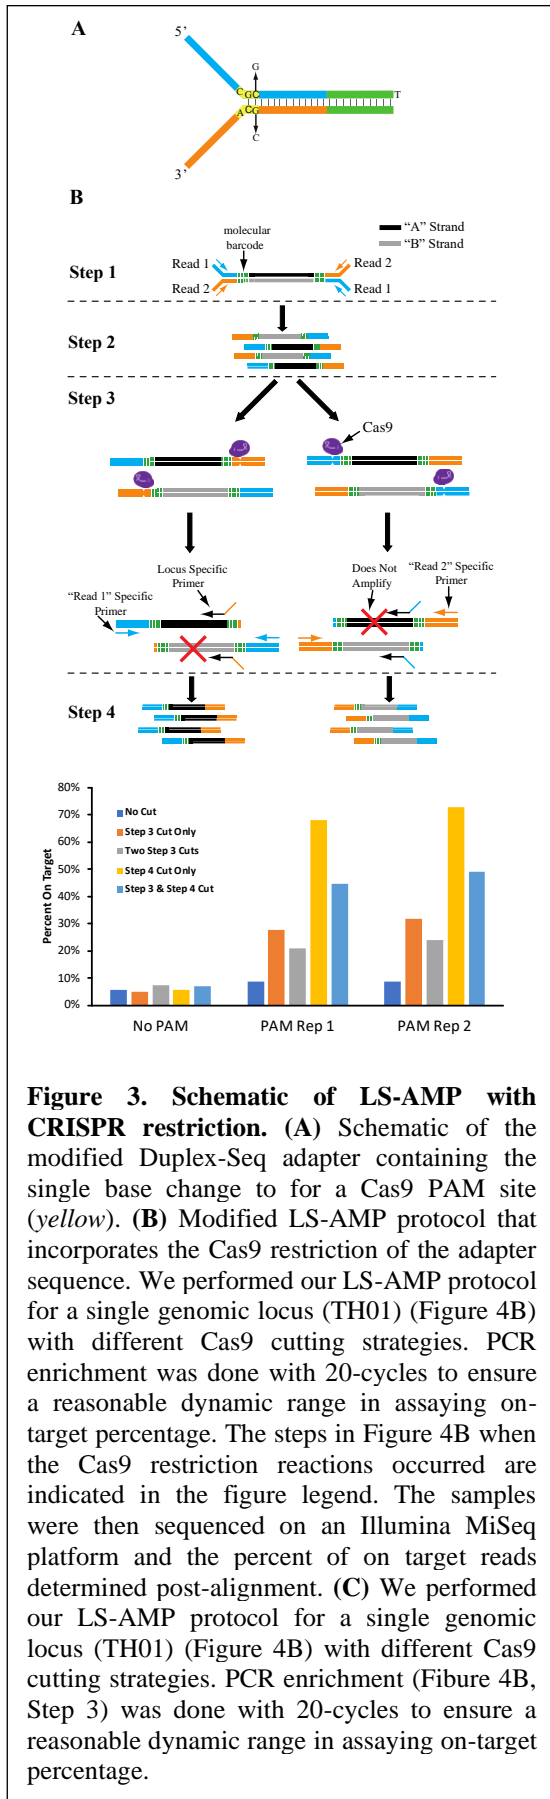 A
5’
G
C G C
T
A C G
C
3’
B
molecular
barcode
“A” Strand
“B” Strand
Read 1
Read 2
Step 1
Read 2
Read 1
Step 2
Step 3
Cas9
Locus Specific
Primer
Does Not
Amplify
“Read 2” Specific
Primer
“Read 1” Specific
Primer
Step 4
80%
70%
60%
50%
40%
30%
20%
10%
0%
Percent On Target
No Cut
Step 3 Cut Only
Two Step 3 Cuts
Step 4 Cut Only
Step 3 & Step 4 Cut
No PAM
PAM Rep 1
PAM Rep 2
Figure 3. Schematic of LS-AMP with
CRISPR restriction. (A) Schematic of the
modified Duplex-Seq adapter containing the
single base change to for a Cas9 PAM site
(yellow). (B) Modified LS-AMP protocol that
incorporates the Cas9 restriction of the adapter
sequence. We performed our LS-AMP protocol
for a single genomic locus (TH01) (Figure 4B)
with different Cas9 cutting strategies. PCR
enrichment was done with 20-cycles to ensure
a reasonable dynamic range in assaying on-
target percentage. The steps in Figure 4B when
the Cas9 restriction reactions occurred are
indicated in the figure legend. The samples
were then sequenced on an Illumina MiSeq
platform and the percent of on target reads
determined post-alignment. (C) We performed
our LS-AMP protocol for a single genomic
locus (TH01) (Figure 4B) with different Cas9
cutting strategies. PCR enrichment (Fibure 4B,
Step 3) was done with 20-cycles to ensure a
reasonable dynamic range in assaying on-target
percentage.